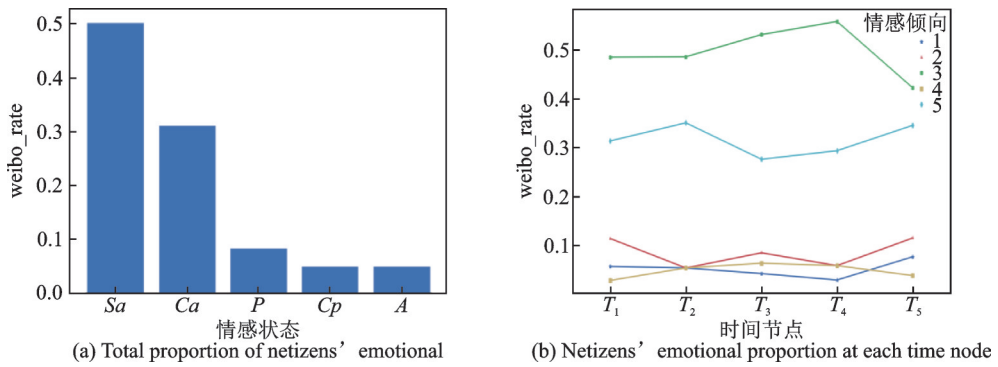 weibo_rate
0.5
0.4
0.3
0.2
0.1
0.0
Sa Ca P Cp A
情感状态
(a) Total proportion of netizens’ emotional
weibo_rate
0.5
0.4
0.3
0.2
0.1
情感倾向
1
2
3
4
5
T1 T2 T3 T4 T5
时间节点
(b) Netizens’ emotional proportion at each time node